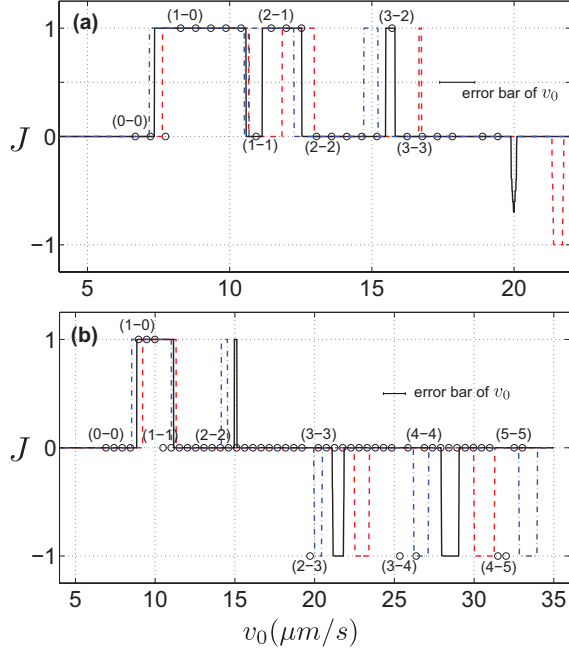 (a)
(1−0) (2−1) (3−2)
1
error bar of v₀
J
0
(0−0) (1−1) (2−2) (3−3)
−1
5 10 15 20
(b)
1
(1−0)
error bar of v₀
J
0
(0−0) (1−1) (2−2) (3−3) (4−4) (5−5)
−1
(2−3) (3−4) (4−5)
5 10 15 20 25 30 35
v₀(μm/s)